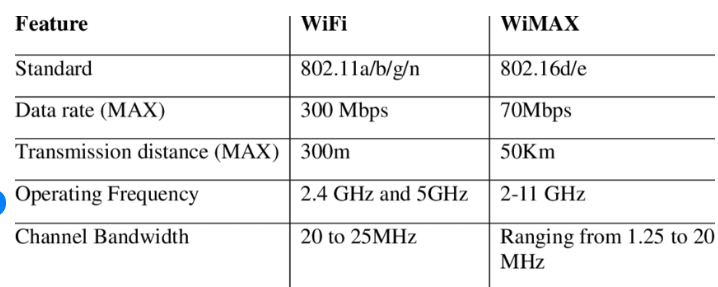 Feature WiFi WiMAX
Standard 802.11a/b/g/n 802.16d/e
Data rate (MAX) 300 Mbps 70Mbps
Transmission distance (MAX) 300m 50Km
Operating Frequency 2.4 GHz and 5GHz 2-11 GHz
Channel Bandwidth 20 to 25MHz Ranging from 1.25 to 20
MHz